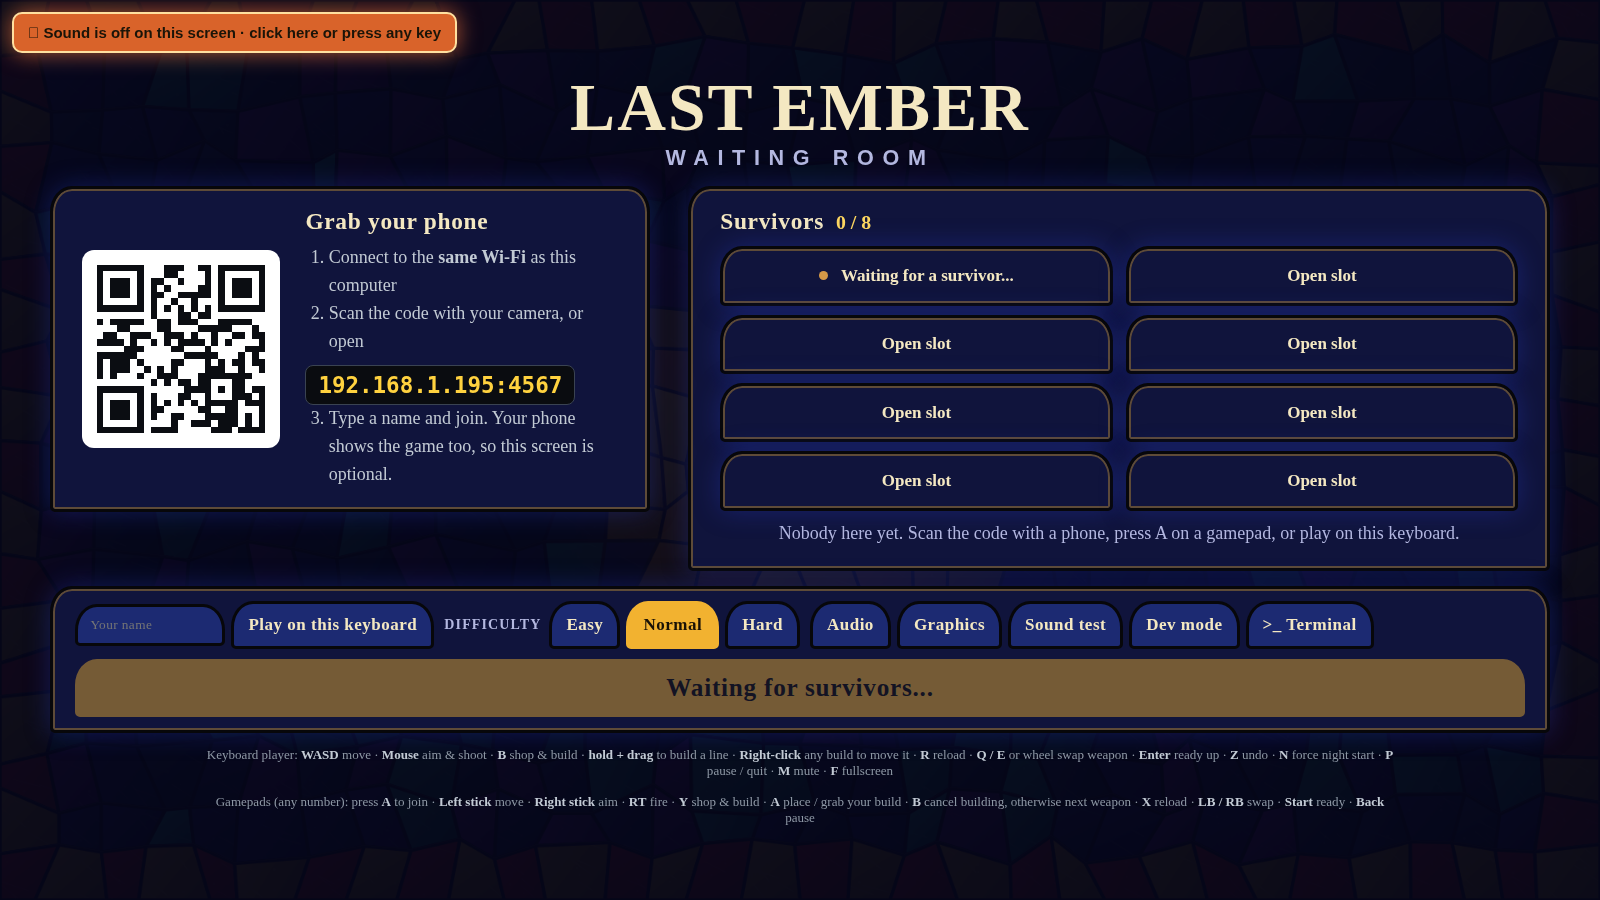 Sound is off on this screen · click here or press any key
LAST EMBER
WAITING ROOM
Grab your phone
1. Connect to the same Wi-Fi as this
computer
2. Scan the code with your camera, or
open
192.168.1.195:4567
3. Type a name and join. Your phone
shows the game too, so this screen is
optional.
Survivors 0 / 8
Waiting for a survivor...
Open slot
Open slot
Open slot
Open slot
Open slot
Open slot
Open slot
Nobody here yet. Scan the code with a phone, press A on a gamepad, or play on this keyboard.
Your name
Play on this keyboard
DIFFICULTY
Easy
Normal
Hard
Audio
Graphics
Sound test
Dev mode
>_ Terminal
Waiting for survivors...
Keyboard player: WASD move · Mouse aim & shoot · B shop & build · hold + drag to build a line · Right-click any build to move it · R reload · Q / E or wheel swap weapon · Enter ready up · Z undo · N force night start · P
pause / quit · M mute · F fullscreen
Gamepads (any number): press A to join · Left stick move · Right stick aim · RT fire · Y shop & build · A place / grab your build · B cancel building, otherwise next weapon · X reload · LB / RB swap · Start ready · Back
pause